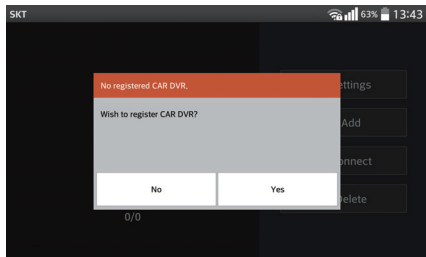 SKT 63% 13:43
No registered CAR DVR.
ettings
Wish to register CAR DVR?
Add
onnect
No Yes
elete
0/0